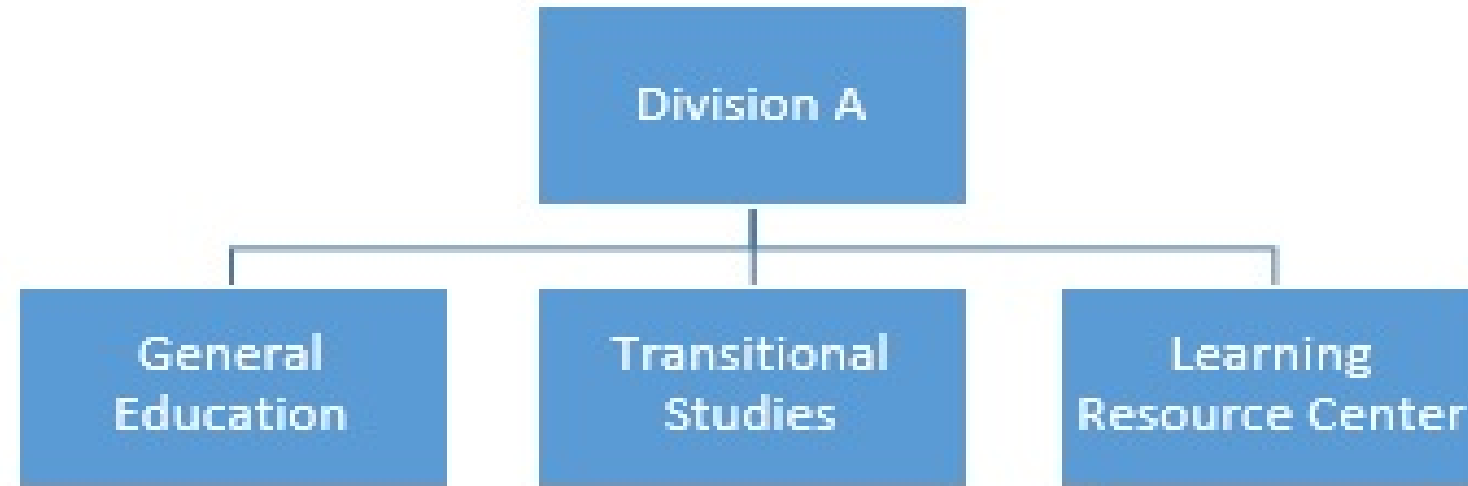 Division A
General
Education
Transitional
Studies
Learning
Resource Center